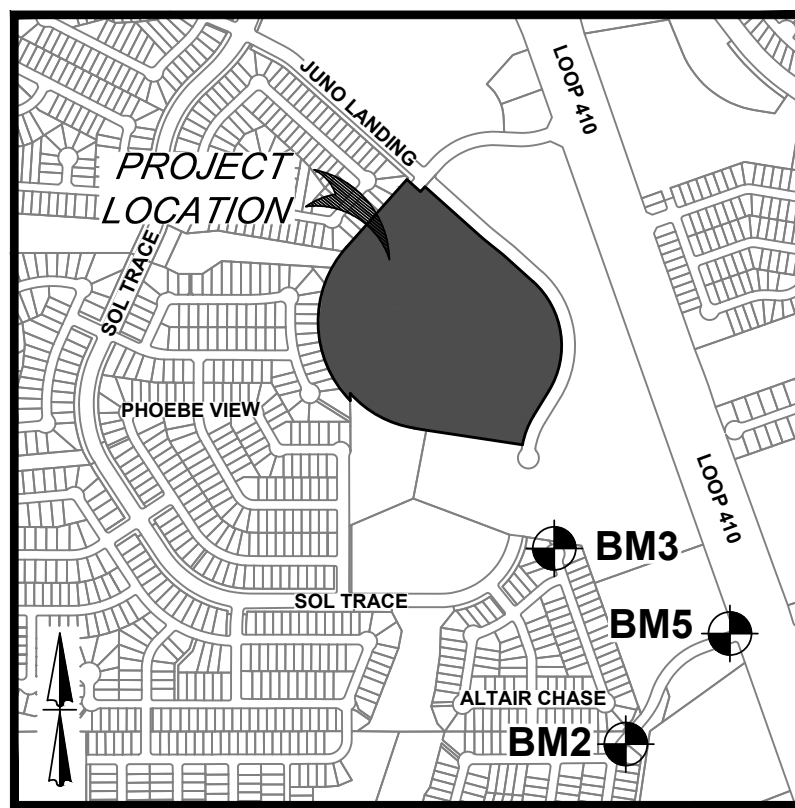 JUNO LANDING
LOOP 410
PROJECT
LOCATION
SOL TRACE
PHOEBE VIEW
LOOP 410
BM3
SOL TRACE
BM5
ALTAIR CHASE
BM2